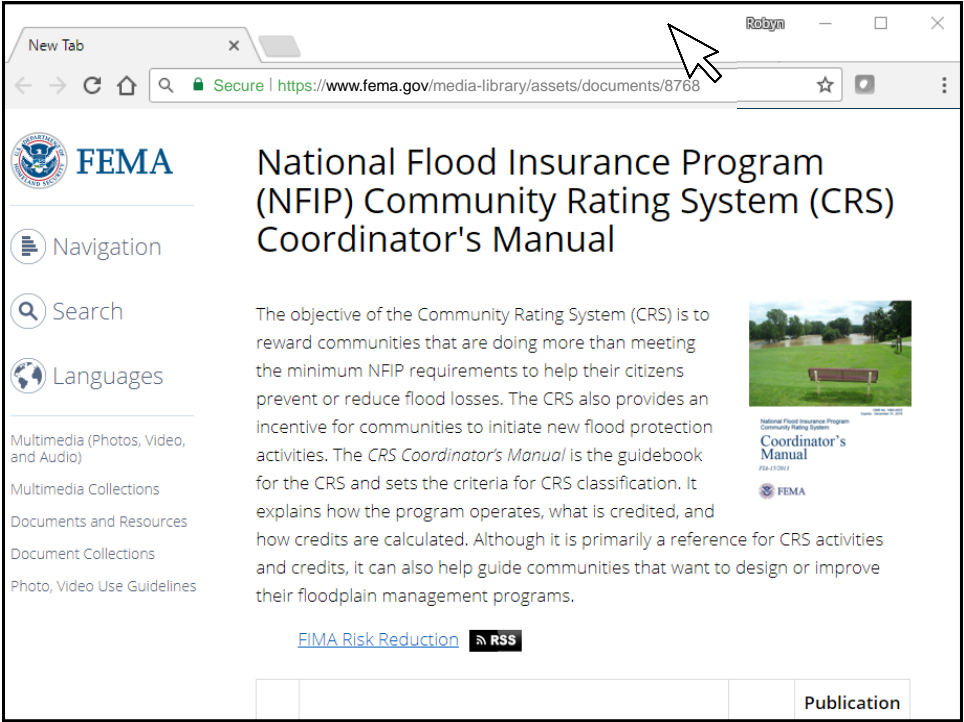 Robyn
New Tab
Secure | https://www.fema.gov/media-library/assets/documents/8768
FEMA
National Flood Insurance Program
(NFIP) Community Rating System (CRS)
Coordinator's Manual
Navigation
Search
Languages
Multimedia (Photos, Video,
and Audio)
Multimedia Collections
Documents and Resources
Document Collections
Photo, Video Use Guidelines
The objective of the Community Rating System (CRS) is to
reward communities that are doing more than meeting
the minimum NFIP requirements to help their citizens
prevent or reduce flood losses. The CRS also provides an
incentive for communities to initiate new flood protection
activities. The CRS Coordinator's Manual is the guidebook
for the CRS and sets the criteria for CRS classification. It
explains how the program operates, what is credited, and
how credits are calculated. Although it is primarily a reference for CRS activities
and credits, it can also help guide communities that want to design or improve
their floodplain management programs.
National Flood Insurance Program
Community Rating System
Coordinator's
Manual
FIA-15/2013
FEMA
FIMA Risk Reduction RSS
Publication